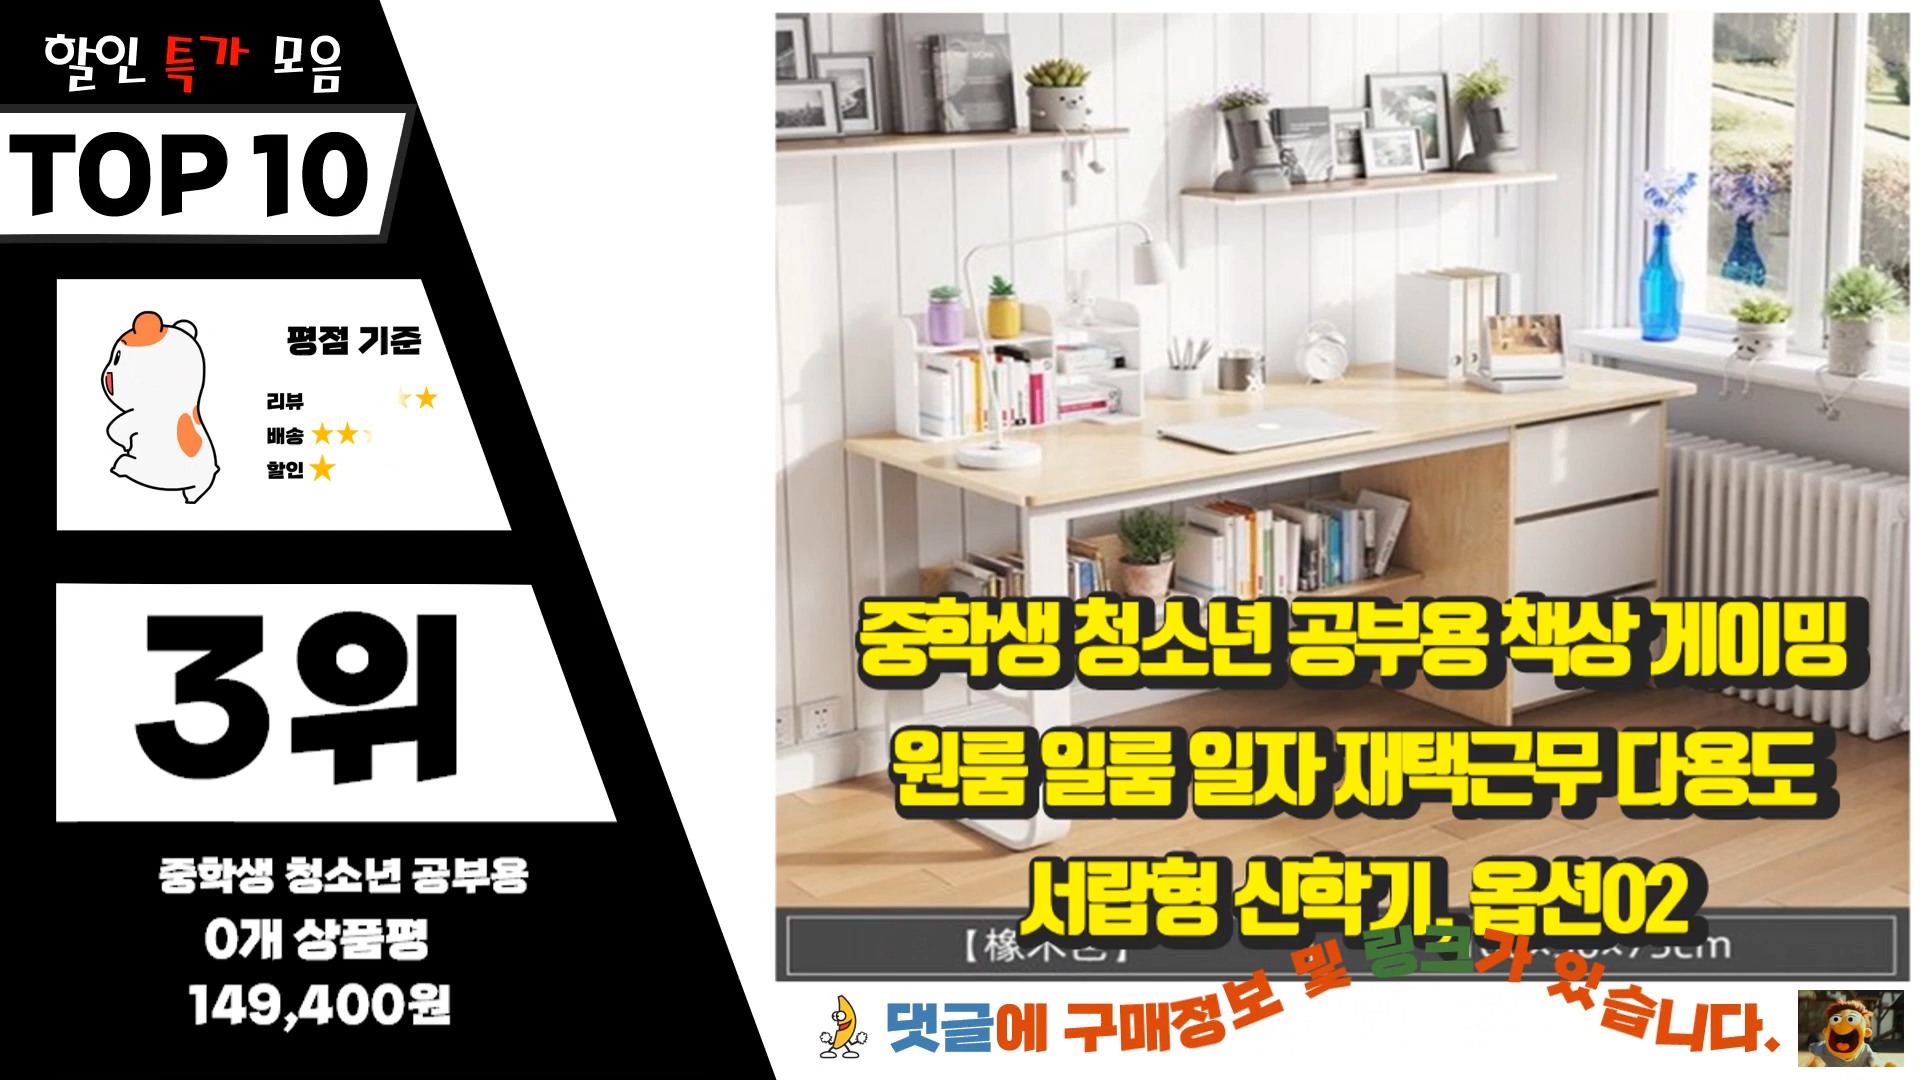 할인 특가 모음
TOP 10
평점 기준
리뷰
배송
할인
3위
중학생 청소년 공부용
0개 상품평
149,400원
중학생 청소년 공부용 책상 게이밍
원룸 일룸 일자 재택근무 다용도
서랍형 신학기, 옵션02
댓글에 구매정보 및 링크가 있습니다.